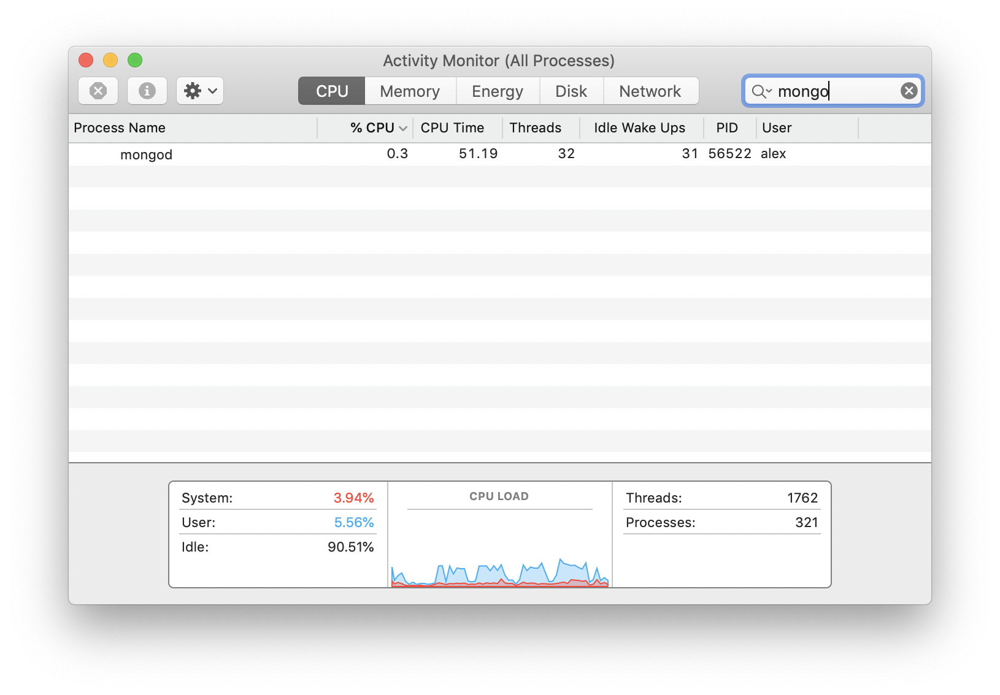 Activity Monitor (All Processes)
CPU Memory Energy Disk Network mongo
Process Name % CPU CPU Time Threads Idle Wake Ups PID User
mongod 0.3 51.19 32 31 56522 alex
System: 3.94%
User: 5.56%
Idle: 90.51%
CPU LOAD
Threads: 1762
Processes: 321